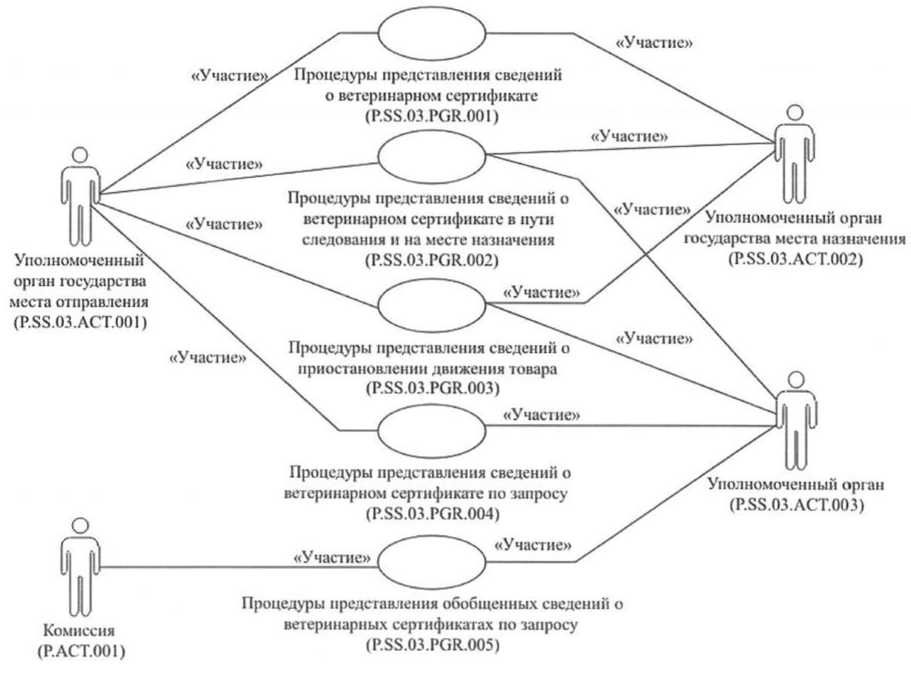 «Участие»
«Участие»
Процедуры представления сведений
о ветеринарном сертификате
(P.SS.03.PGR.001)
«Участие»
«Участие»
Процедуры представления сведений о
ветеринарном сертификате в пути
следования и на месте назначения
(P.SS.03.PGR.002)
«Участие»
«Участие»
Уполномоченный
орган государства
места отправления
(P.SS.03.ACT.001)
Уполномоченный орган
государства места назначения
(P.SS.03.ACT.002)
«Участие»
Процедуры представления сведений о
приостановлении движения товара
(P.SS.03.PGR.003)
«Участие»
«Участие»
«Участие»
Процедуры представления сведений о
ветеринарном сертификате по запросу
(P.SS.03.PGR.004)
Уполномоченный орган
(P.SS.03.ACT.003)
«Участие»
«Участие»
Процедуры представления обобщенных сведений о
ветеринарных сертификатах по запросу
(P.SS.03.PGR.005)
Комиссия
(P.ACT.001)